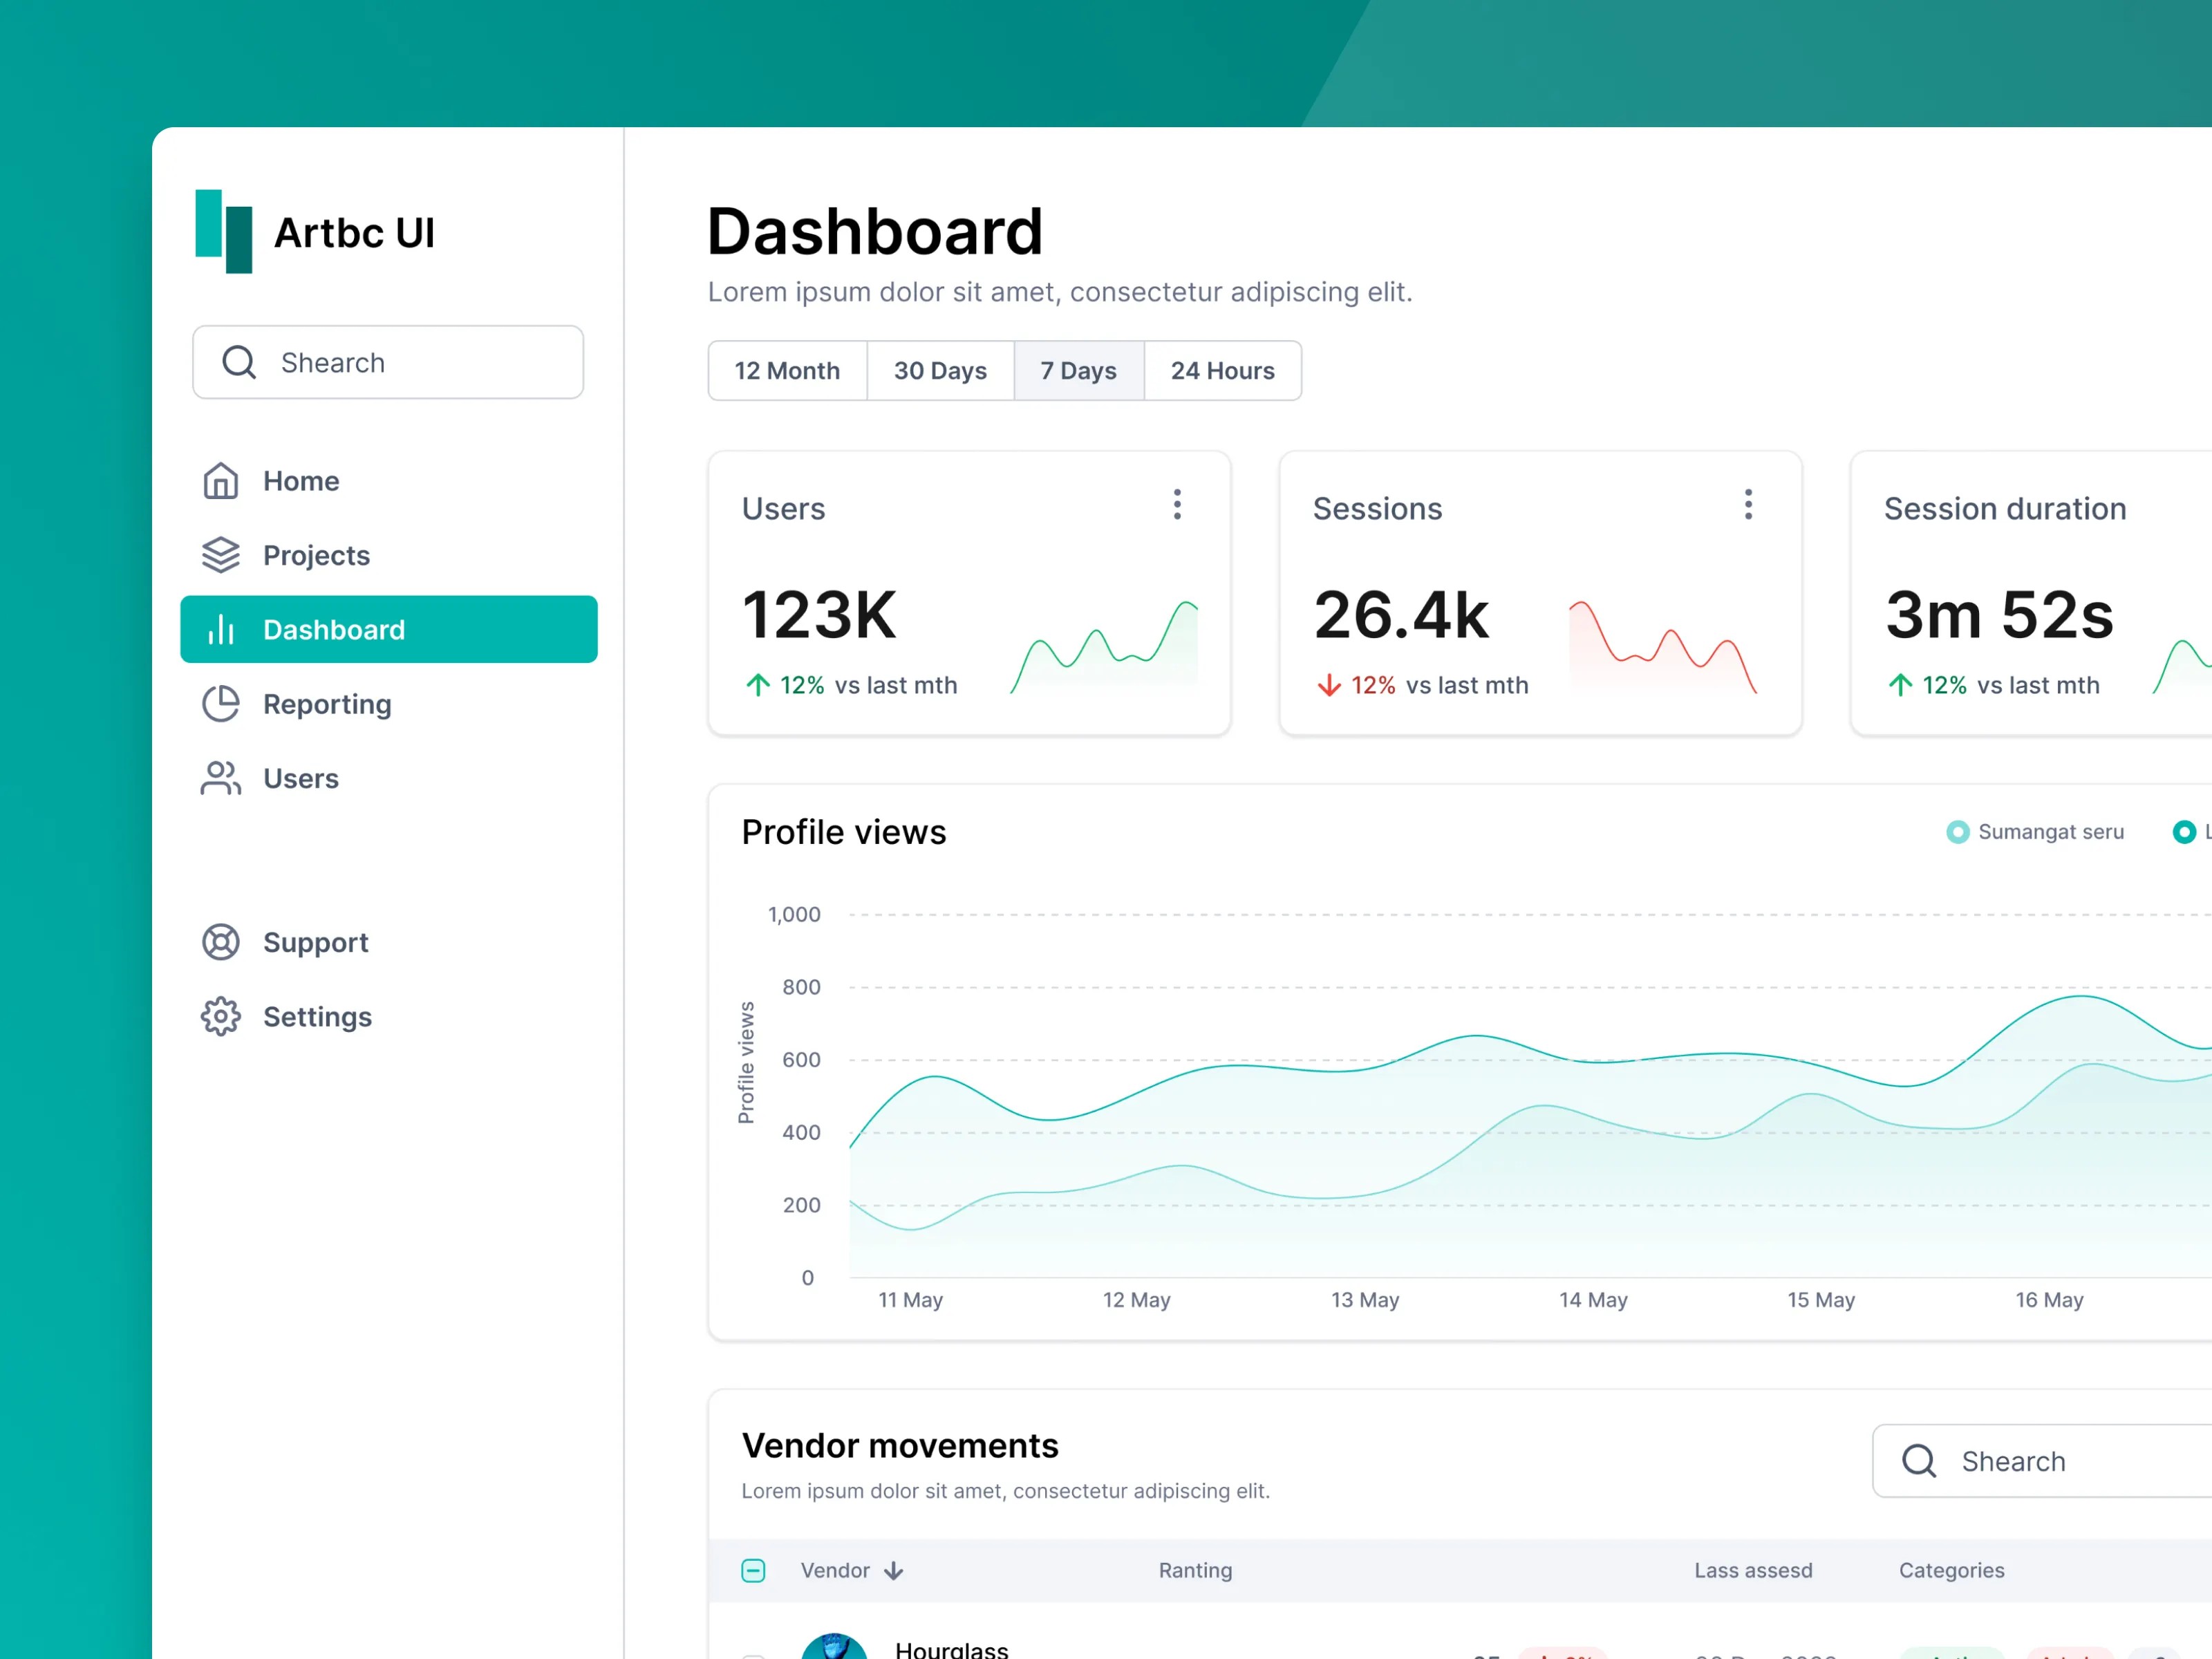 Artbc UI
Shearch
Home
Projects
Dashboard
Reporting
Users
Support
Settings
Dashboard
Lorem ipsum dolor sit amet, consectetur adipiscing elit.
12 Month 30 Days 7 Days 24 Hours
Users
123K
12% vs last mth
Sessions
26.4k
12% vs last mth
Session duration
3m 52s
12% vs last mth
Profile views
Sumangat seru
Profile views
1,000
800
600
400
200
0
11 May 12 May 13 May 14 May 15 May 16 May
Vendor movements
Lorem ipsum dolor sit amet, consectetur adipiscing elit.
Shearch
Vendor Ranting Lass assesd Categories
Hourglass